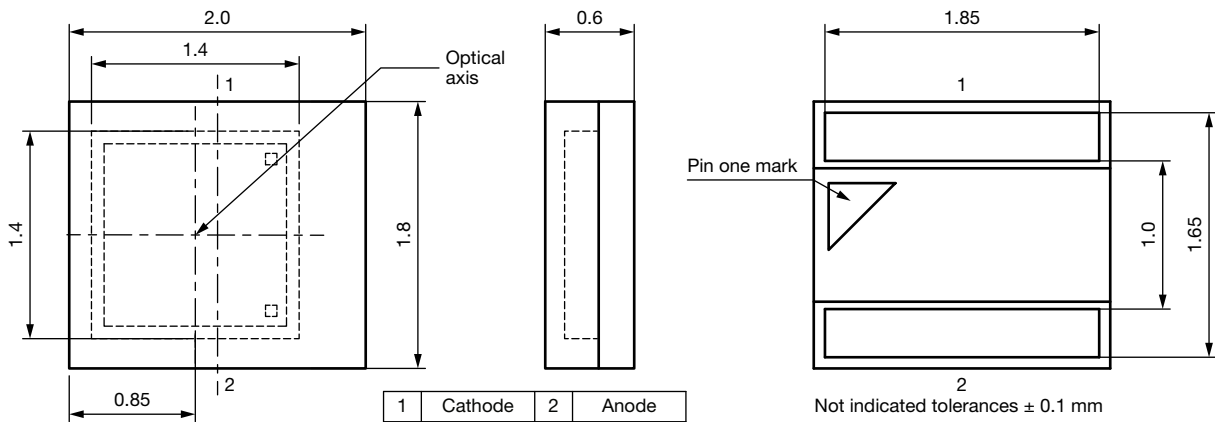 2.0
0.6
1.85
1.4
Optical
axis
1
1
Pin one mark
1.4
1.8
1.0
1.65
2
2
0.85
1 Cathode 2 Anode
Not indicated tolerances ± 0.1 mm